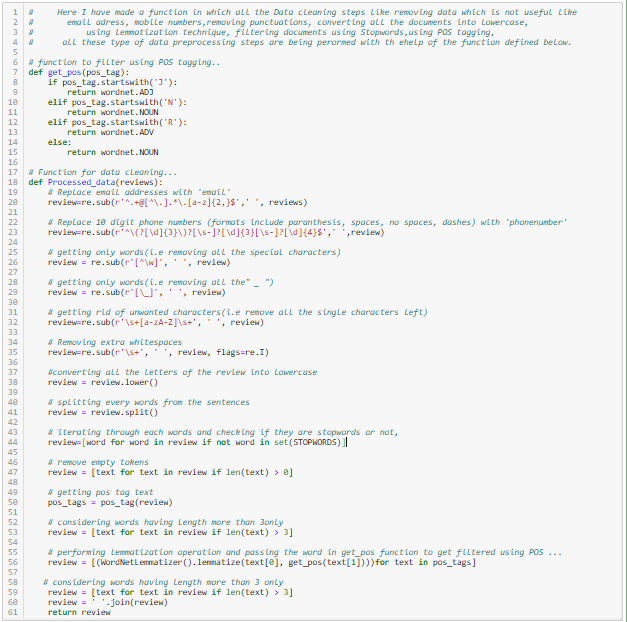 1 #     Here I have made a function in which all the Data cleaning steps like removing data which is not useful like
2 #       email adress, mobile numbers,removing punctuations, converting all the documents into lowercase,
3 #           using Lemmatization technique, filtering documents using Stopwords,using POS tagging,
4 #      all these type of data preprocessing steps are being perormed with th ehelp of the function defined below.
5
6 # function to filter using POS tagging..
7 def get_pos(pos_tag):
8     if pos_tag.startswith('J'):
9         return wordnet.ADJ
10     elif pos_tag.startswith('N'):
11         return wordnet.NOUN
12     elif pos_tag.startswith('R'):
13         return wordnet.ADV
14     else:
15         return wordnet.NOUN
16
17 # Function for data cleaning...
18 def Processed_data(reviews):
19     # Replace email addresses with 'email'
20     review=re.sub(r'^.+@[^\.].*\.[a-z]{2,}$',' ', reviews)
21
22     # Replace 10 digit phone numbers (formats include paranthesis, spaces, no spaces, dashes) with 'phonenumber'
23     review=re.sub(r'^\(?[\d]{3}\)?[\s-]?[\d]{3}[\s-]?[\d]{4}$',' ',review)
24
25     # getting only words(i.e removing all the special characters)
26     review = re.sub(r'[^\w]', ' ', review)
27
28     # getting only words(i.e removing all the" _ ")
29     review = re.sub(r'[\_]', ' ', review)
30
31     # getting rid of unwanted characters(i.e remove all the single characters left)
32     review=re.sub(r'\s+[a-zA-Z]\s+', ' ', review)
33
34     # Removing extra whitespaces
35     review=re.sub(r'\s+', ' ', review, flags=re.I)
36
37     #converting all the letters of the review into lowercase
38     review = review.lower()
39
40     # splitting every words from the sentences
41     review = review.split()
42
43     # iterating through each words and checking if they are stopwords or not,
44     review=[word for word in review if not word in set(STOPWORDS)]
45
46     # remove empty tokens
47     review = [text for text in review if len(text) > 0]
48
49     # getting pos tag text
50     pos_tags = pos_tag(review)
51
52     # considering words having length more than 3only
53     review = [text for text in review if len(text) > 3]
54
55     # performing lemmatization operation and passing the word in get_pos function to get filtered using POS ...
56     review = [(WordNetLemmatizer().lemmatize(text[0], get_pos(text[1])))for text in pos_tags]
57
58    # considering words having length more than 3 only
59     review = [text for text in review if len(text) > 3]
60     review = ' '.join(review)
61     return review